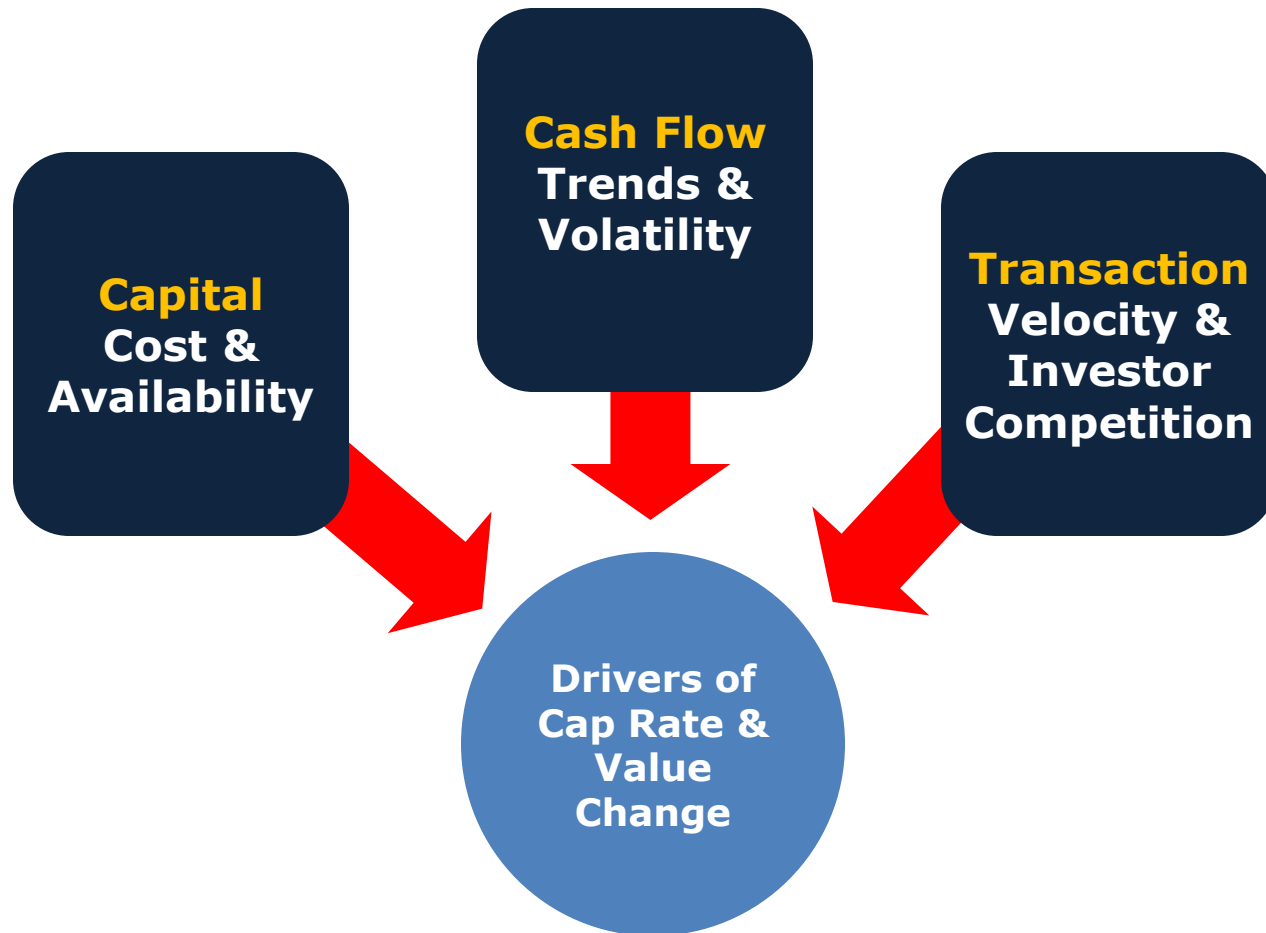 Capital
Cost &
Availability
Cash Flow
Trends &
Volatility
Transaction
Velocity &
Investor
Competition
Drivers of
Cap Rate &
Value
Change